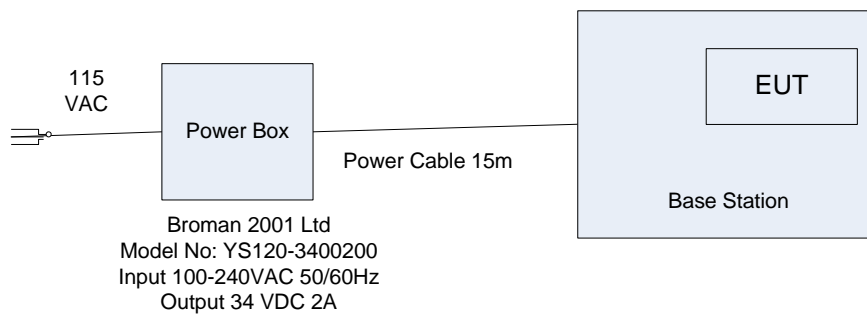 115
VAC
Power Box
Power Cable 15m
EUT
Base Station
Broman 2001 Ltd
Model No: YS120-3400200
Input 100-240VAC 50/60Hz
Output 34 VDC 2A